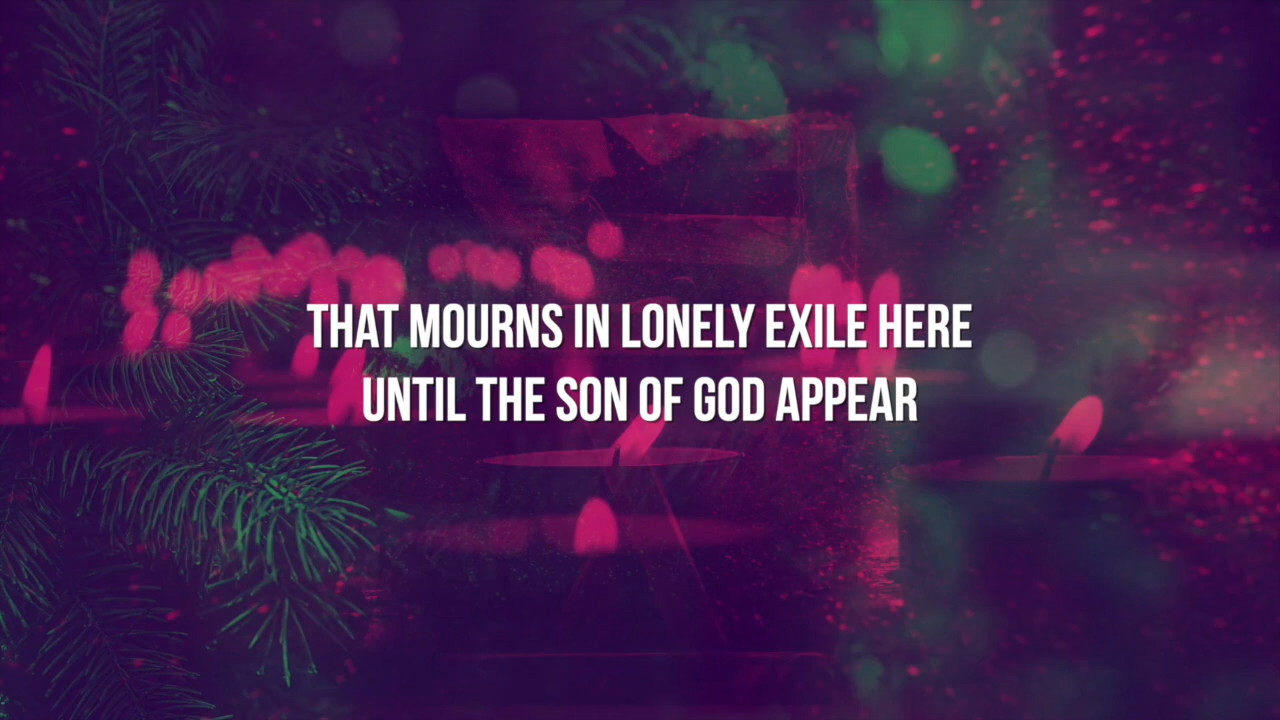 THAT MOURNS IN LONELY EXILE HERE
UNTIL THE SON OF GOD APPEAR